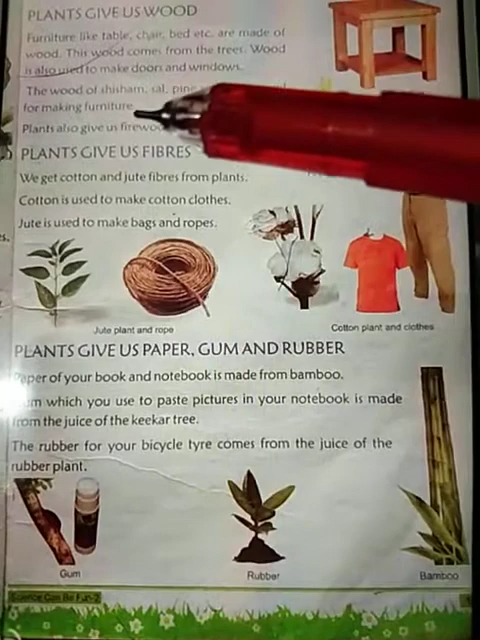 PLANTS GIVE US WOOD
Furniture like table, chair, bed etc. are made of
wood. This wood comes from the trees. Wood
is also used to make doors and windows.
The wood of shisham, sal, pine
for making furniture
Plants also give us
PLANTS GIVE US FIBRES
We get cotton and jute fibres from plants.
Cotton is used to make cotton clothes.
Jute is used to make bags and ropes.
Jute plant and rope
Cotton plant and clothes
PLANTS GIVE US PAPER, GUM AND RUBBER
Paper of your book and notebook is made from bamboo.
which you use to paste pictures in your notebook is made
from the juice of the keekar tree.
The rubber for your bicycle tyre comes from the juice of the
rubber plant.
Gum
Rubber
Bamboo
Science Can Be Fun-2